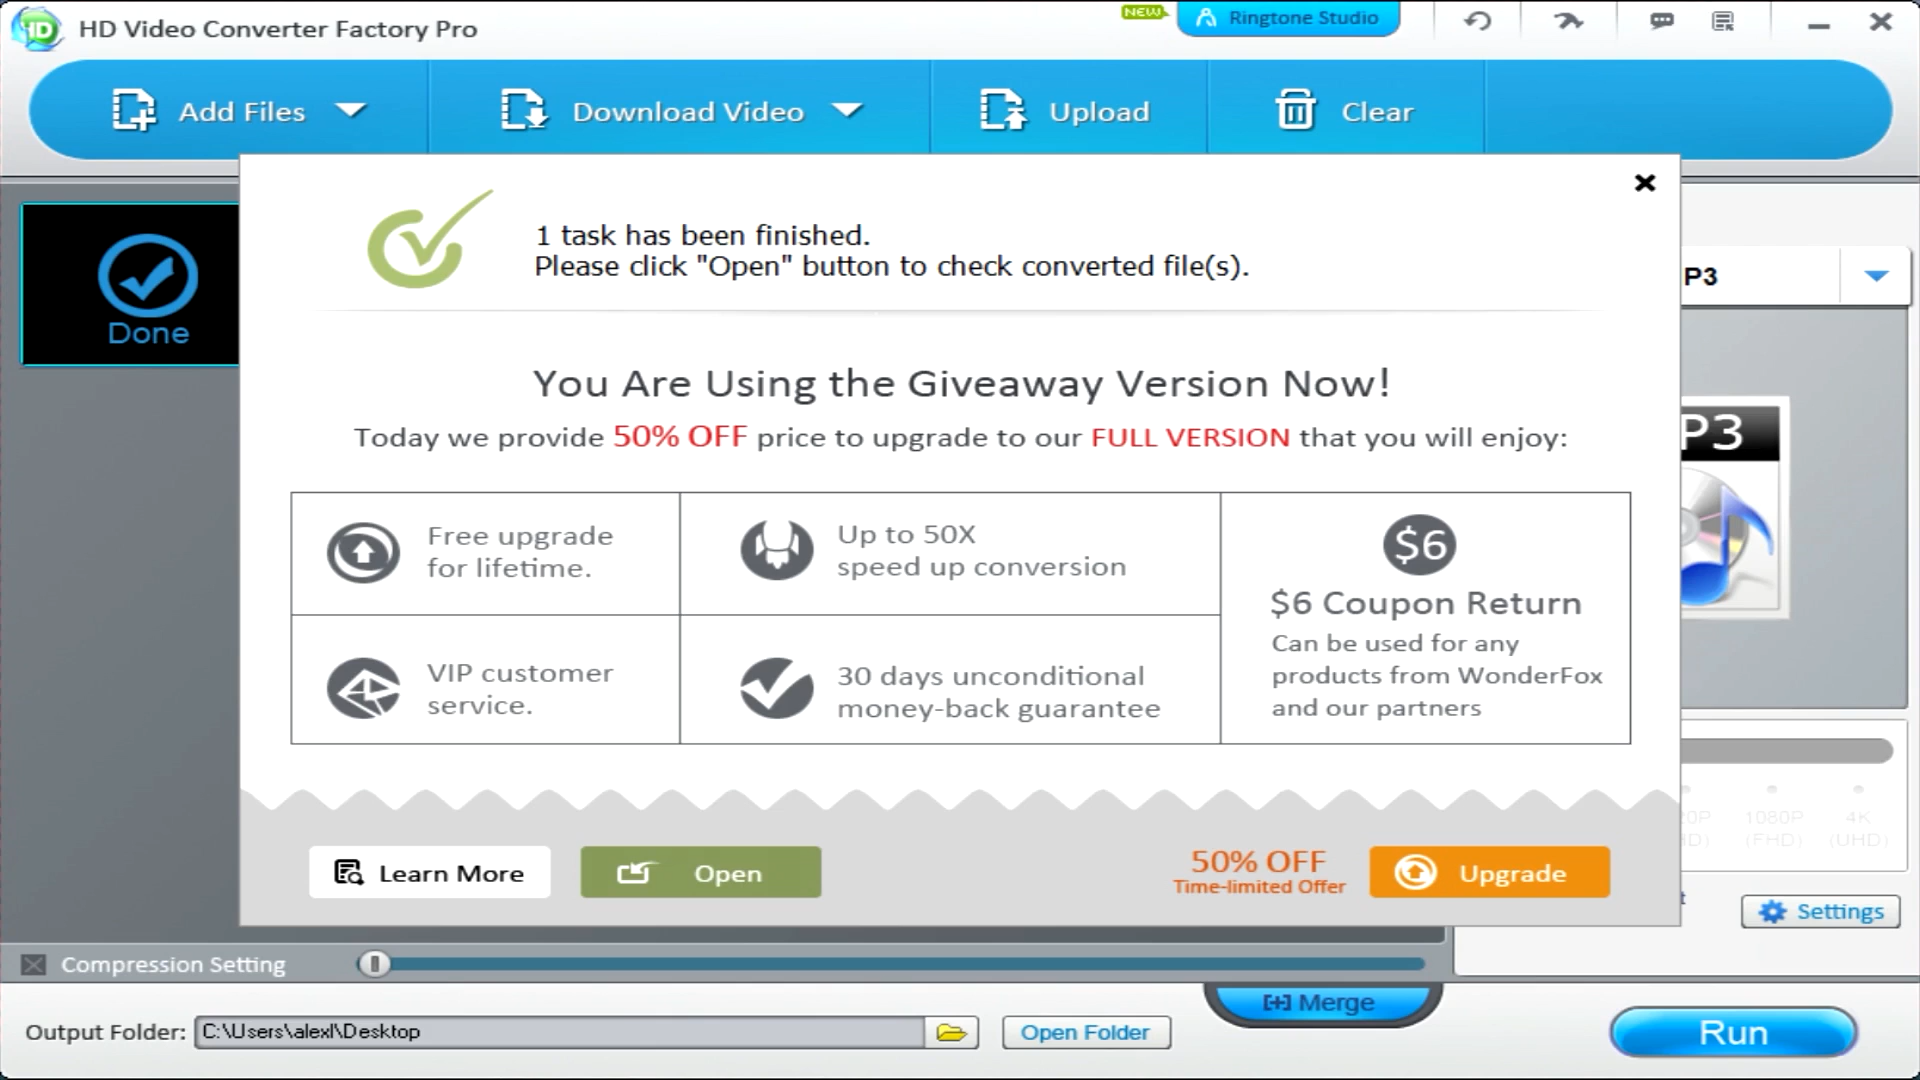 HD Video Converter Factory Pro
NEW
Ringtone Studio
Add Files
Download Video
Upload
Clear
Done
1 task has been finished.
Please click "Open" button to check converted file(s).
P3
You Are Using the Giveaway Version Now!
Today we provide 50% OFF price to upgrade to our FULL VERSION that you will enjoy:
P3
Free upgrade
for lifetime.
Up to 50X
speed up conversion
VIP customer
service.
30 days unconditional
money-back guarantee
$6
$6 Coupon Return
Can be used for any
products from WonderFox
and our partners
1080P
(FHD)
4K
(UHD)
Learn More
Open
50% OFF
Time-limited Offer
Upgrade
Settings
Compression Setting
Merge
Output Folder:
C:\Users\alexl\Desktop
Open Folder
Run